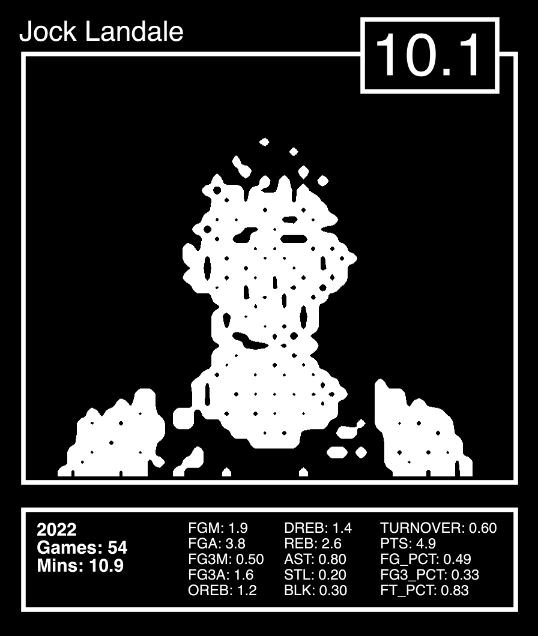 Jock Landale
10.1
2022
Games: 54
Mins: 10.9
FGM: 1.9
FGA: 3.8
FG3M: 0.50
FG3A: 1.6
OREB: 1.2
DREB: 1.4
REB: 2.6
AST: 0.80
STL: 0.20
BLK: 0.30
TURNOVER: 0.60
PTS: 4.9
FG_PCT: 0.49
FG3_PCT: 0.33
FT_PCT: 0.83